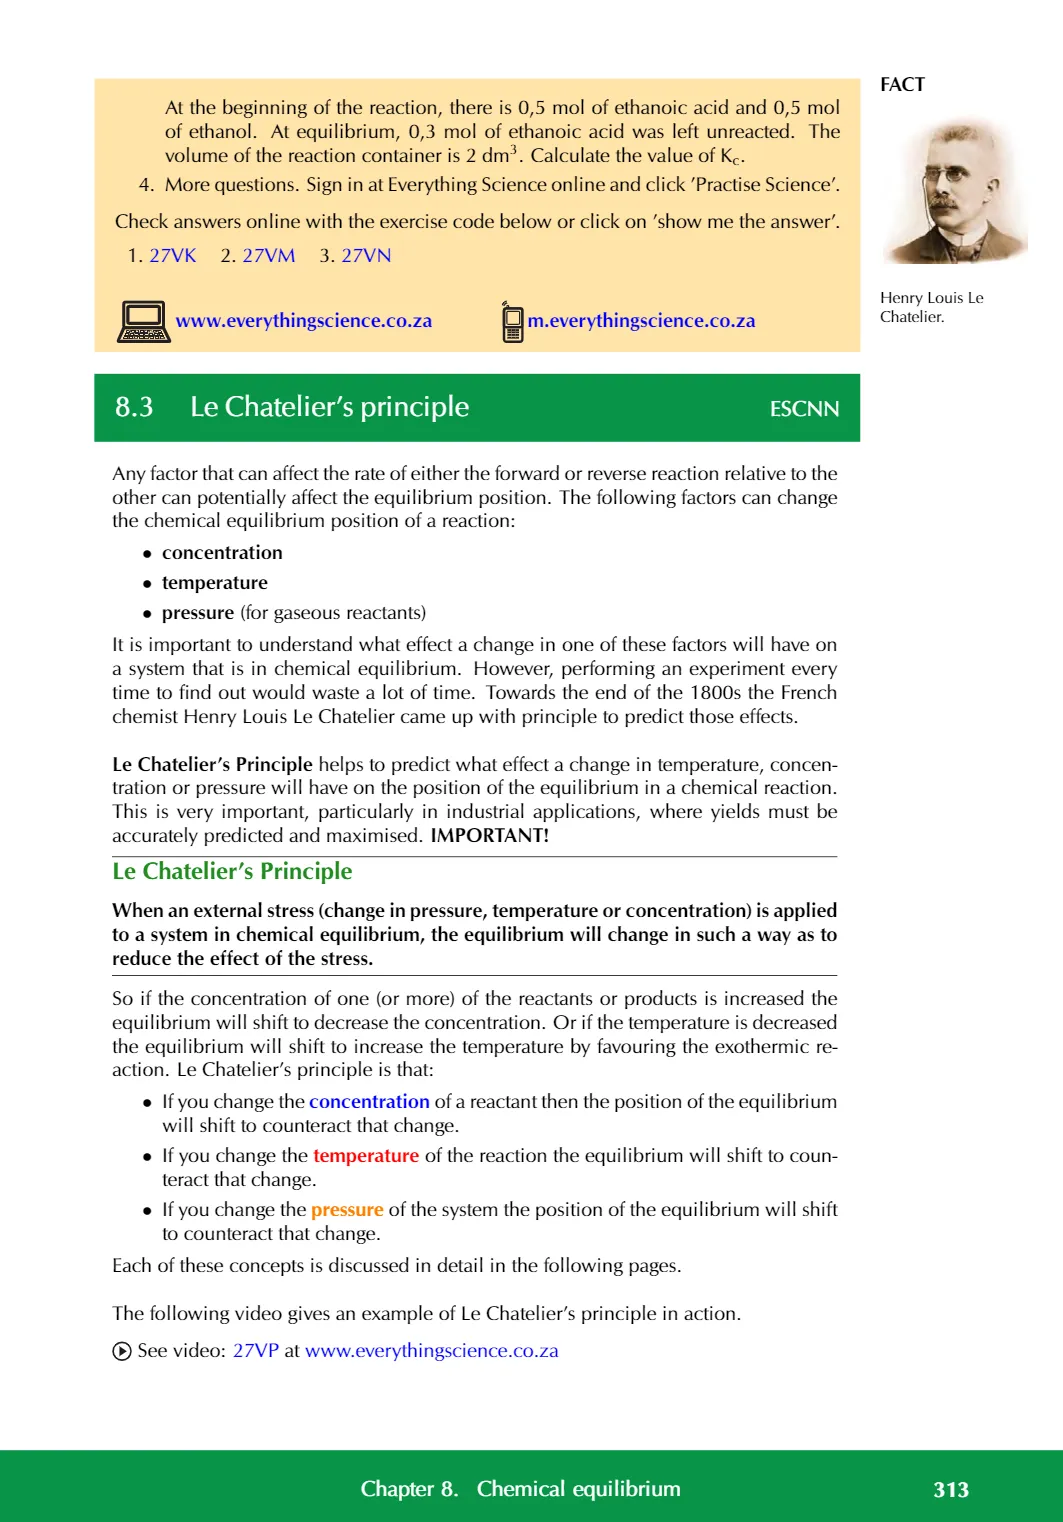 At the beginning of the reaction, there is 0,5 mol of ethanoic acid and 0,5 mol
of ethanol. At equilibrium, 0,3 mol of ethanoic acid was left unreacted. The
volume of the reaction container is 2 dm³. Calculate the value of Kc.
4. More questions. Sign in at Everything Science online and click ’Practise Science’.
Check answers online with the exercise code below or click on ’show me the answer’.
1. 27VK 2. 27VM 3. 27VN
www.everythingscience.co.za m.everythingscience.co.za
FACT
Henry Louis Le
Chatelier.
8.3 Le Chatelier’s principle ESCNN
Any factor that can affect the rate of either the forward or reverse reaction relative to the
other can potentially affect the equilibrium position. The following factors can change
the chemical equilibrium position of a reaction:
• concentration
• temperature
• pressure (for gaseous reactants)
It is important to understand what effect a change in one of these factors will have on
a system that is in chemical equilibrium. However, performing an experiment every
time to find out would waste a lot of time. Towards the end of the 1800s the French
chemist Henry Louis Le Chatelier came up with principle to predict those effects.
Le Chatelier’s Principle helps to predict what effect a change in temperature, concen-
tration or pressure will have on the position of the equilibrium in a chemical reaction.
This is very important, particularly in industrial applications, where yields must be
accurately predicted and maximised. IMPORTANT!
Le Chatelier’s Principle
When an external stress (change in pressure, temperature or concentration) is applied
to a system in chemical equilibrium, the equilibrium will change in such a way as to
reduce the effect of the stress.
So if the concentration of one (or more) of the reactants or products is increased the
equilibrium will shift to decrease the concentration. Or if the temperature is decreased
the equilibrium will shift to increase the temperature by favouring the exothermic re-
action. Le Chatelier’s principle is that:
• If you change the concentration of a reactant then the position of the equilibrium
will shift to counteract that change.
• If you change the temperature of the reaction the equilibrium will shift to coun-
teract that change.
• If you change the pressure of the system the position of the equilibrium will shift
to counteract that change.
Each of these concepts is discussed in detail in the following pages.
The following video gives an example of Le Chatelier’s principle in action.
See video: 27VP at www.everythingscience.co.za
Chapter 8. Chemical equilibrium 313